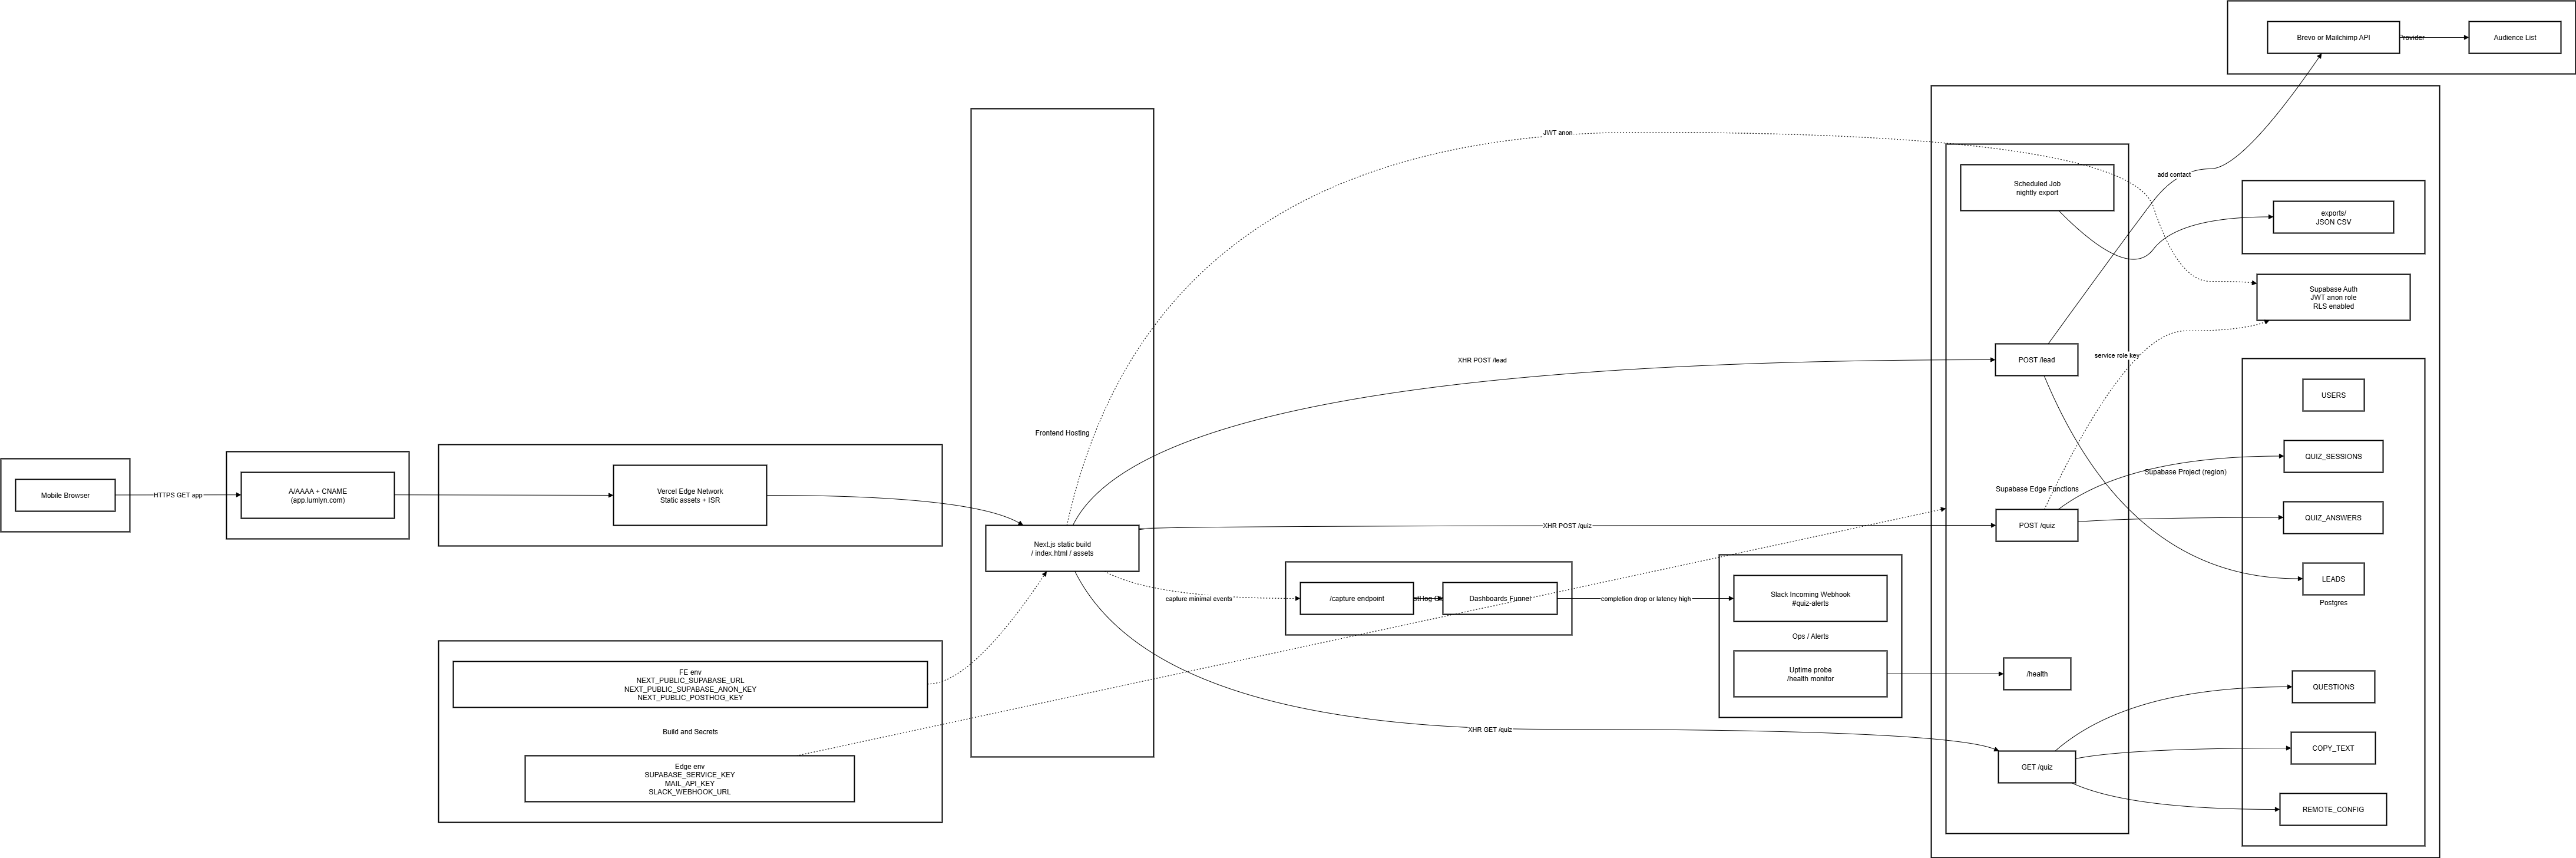 Brevo or Mailchimp API
Provider
Audience List
JWT anon
add contact
Scheduled Job
nightly export
exports/
JSON CSV
Supabase Auth
JWT anon role
RLS enabled
XHR POST /lead
POST /lead
service role key
USERS
Frontend Hosting
QUIZ_SESSIONS
Supabase Project (region)
Mobile Browser
HTTPS GET app
A/AAAA + CNAME
(app.lumlyn.com)
Vercel Edge Network
Static assets + ISR
Supabase Edge Functions
QUIZ_ANSWERS
XHR POST /quiz
POST /quiz
Next.js static build
/ index.html / assets
LEADS
Postgres
capture minimal events
/capture endpoint
Dashboards Funnel
completion drop or latency high
Slack Incoming Webhook
#quiz-alerts
Ops / Alerts
Uptime probe
/health monitor
/health
FE env
NEXT_PUBLIC_SUPABASE_URL
NEXT_PUBLIC_SUPABASE_ANON_KEY
NEXT_PUBLIC_POSTHOG_KEY
QUESTIONS
Build and Secrets
XHR GET /quiz
COPY_TEXT
Edge env
SUPABASE_SERVICE_KEY
MAIL_API_KEY
SLACK_WEBHOOK_URL
GET /quiz
REMOTE_CONFIG